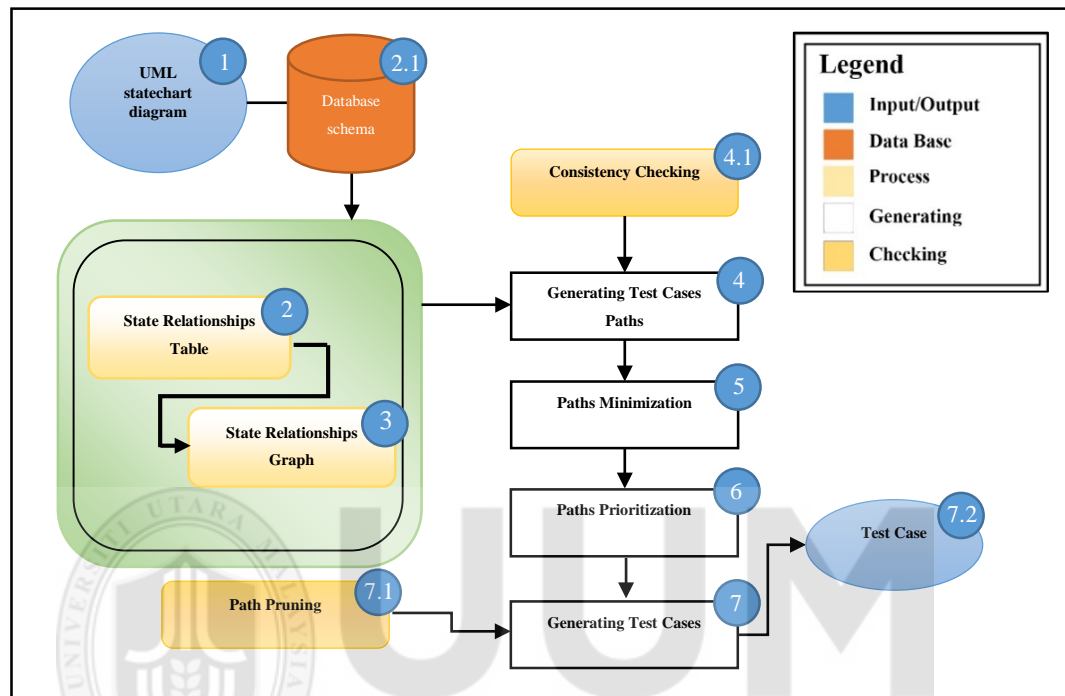 1
UML
statechart
diagram
2.1
Database
schema
Legend
Input/Output
Data Base
Process
Generating
Checking
4.1
Consistency Checking
2
State Relationships
Table
4
Generating Test Cases
Paths
3
State Relationships
Graph
5
Paths Minimization
6
Paths Prioritization
7.2
Test Case
7.1
Path Pruning
7
Generating Test Cases
UUM
UNIVERSITI UTARA MALAYSIA